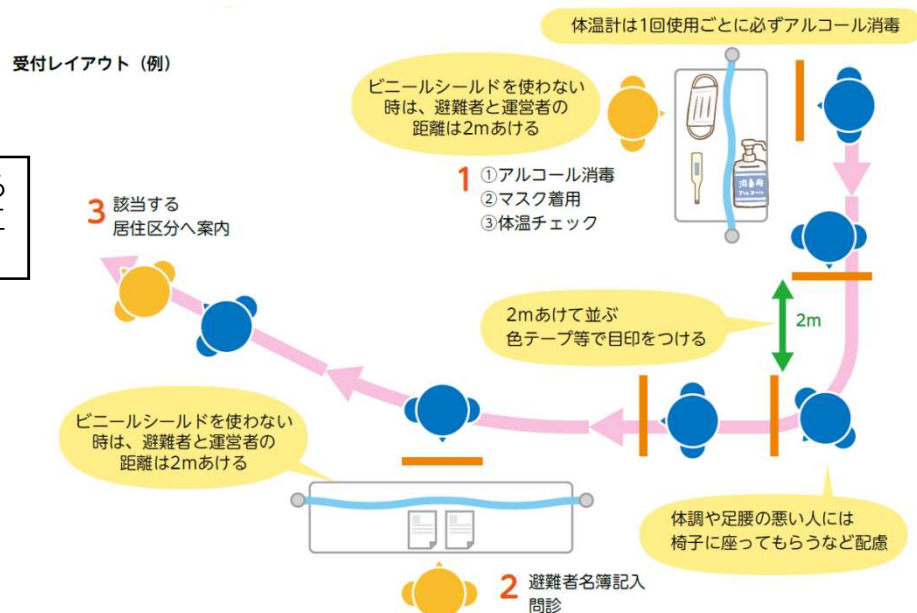 受付レイアウト（例）
体温計は1回使用ごとに必ずアルコール消毒
ビニールシールドを使わない
時は、避難者と運営者の
距離は2mあける
1 ①アルコール消毒
②マスク着用
③体温チェック
消毒用
アルコール
る
3 該当する
居住区分へ案内
2mあけて並ぶ
色テープ等で目印をつける
2m
ビニールシールドを使わない
時は、避難者と運営者の
距離は2mあける
体調や足腰の悪い人には
椅子に座ってもらうなど配慮
2 避難者名簿記入
問診